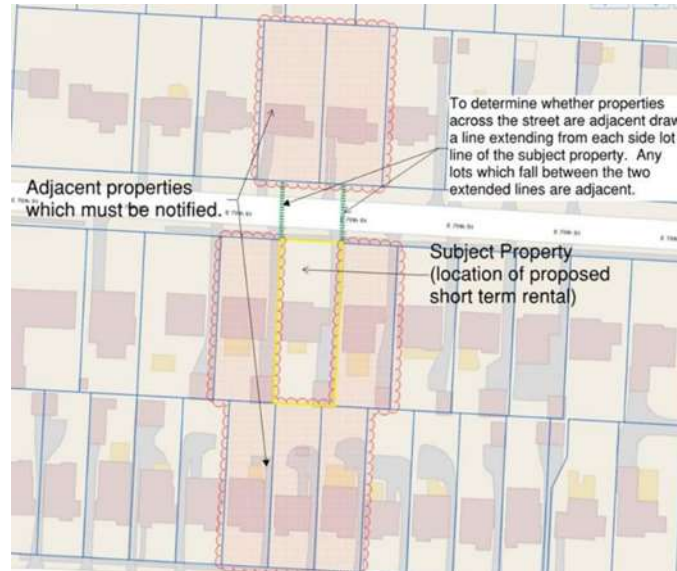 To determine whether properties
across the street are adjacent draw
a line extending from each side lot
line of the subject property. Any
lots which fall between the two
extended lines are adjacent.
Adjacent properties
which must be notified.
Subject Property
(location of proposed
short term rental)